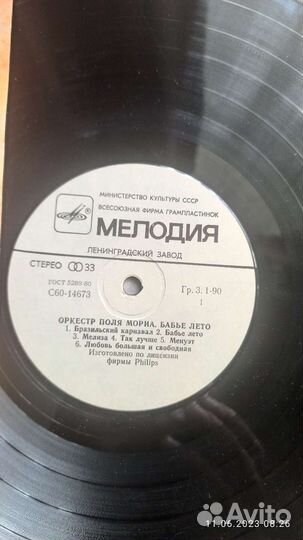 МИНИСТЕРСТВО КУЛЬТУРЫ СССР
ВСЕСОЮЗНАЯ ФИРМА ГРАМПЛАСТИНОК
МЕЛОДИЯ
ЛЕНИНГРАДСКИЙ ЗАВОД
СТЕРЕО 33
ГОСТ 5289-80
С60-14673
Гр. 3. 1-90
1
ОРКЕСТР ПОЛЯ МОРИА. БАБЬЕ ЛЕТО
1. Бразильский карнавал 2. Бабье лето
3. Мелиза 4. Так лучше 5. Менуэт
6. Любовь большая и свободная
Изготовлено по лицензии
фирмы Philips
Avito
11.06.2023 08:26